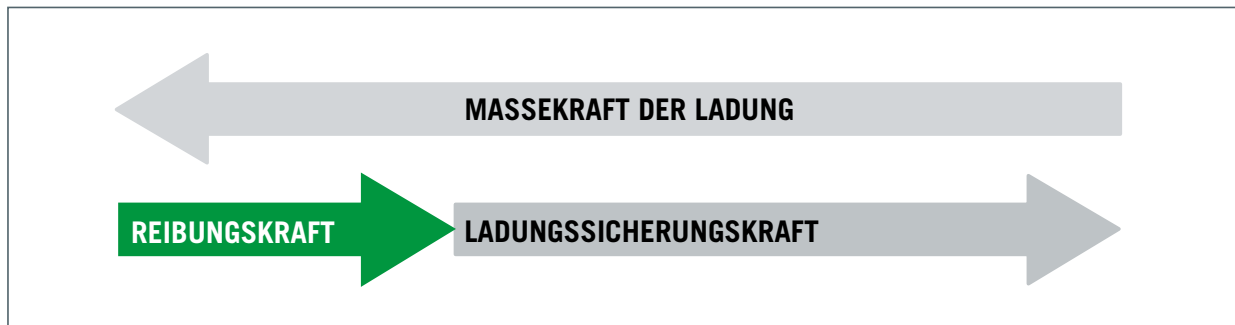 MASSEKRAFT DER LADUNG
REIBUNGSKRAFT
LADUNGSSICHERUNGSKRAFT